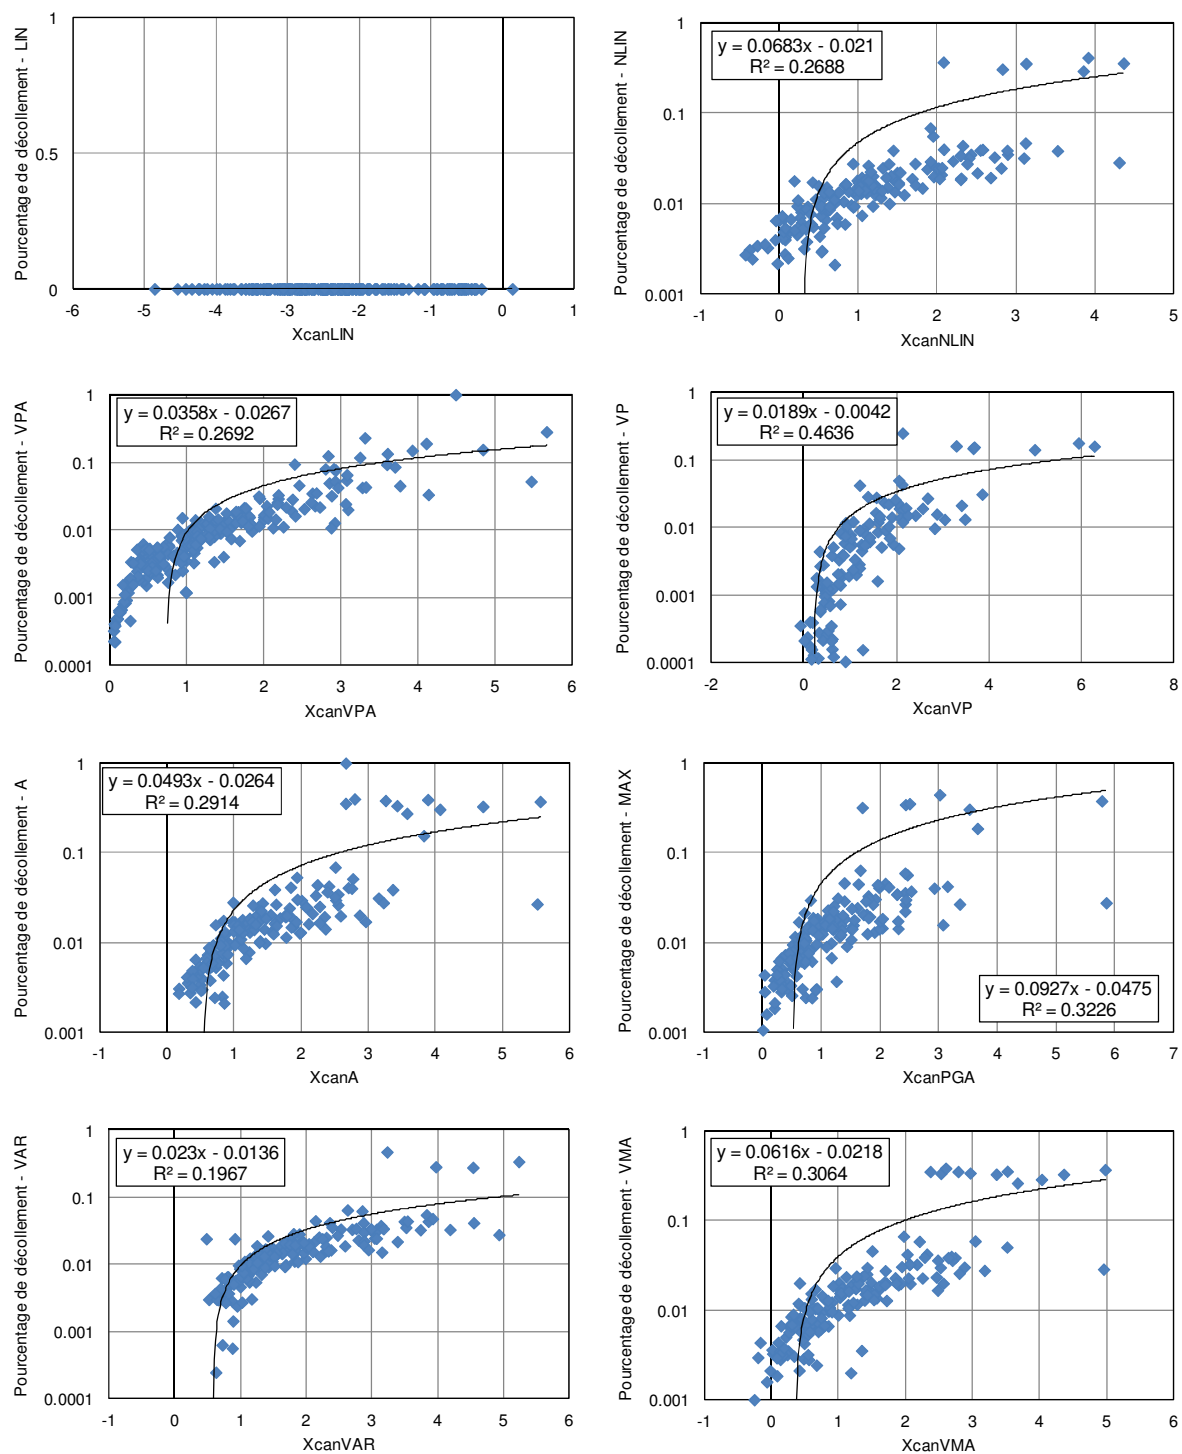 Pourcentage de décollement - LIN
1
0.5
0
-6 -5 -4 -3 -2 -1 0 1
XcanLIN
Pourcentage de décollement - NLIN
y = 0.0683x - 0.021
R² = 0.2688
1
0.1
0.01
0.001
-1 0 1 2 3 4 5
XcanNLIN
Pourcentage de décollement - VPA
y = 0.0358x - 0.0267
R² = 0.2692
1
0.1
0.01
0.001
0.0001
0 1 2 3 4 5 6
XcanVPA
Pourcentage de décollement - VP
y = 0.0189x - 0.0042
R² = 0.4636
1
0.1
0.01
0.001
0.0001
-2 0 2 4 6 8
XcanVP
Pourcentage de décollement - A
y = 0.0493x - 0.0264
R² = 0.2914
1
0.1
0.01
0.001
-1 0 1 2 3 4 5 6
XcanA
Pourcentage de décollement - MAX
1
0.1
0.01
0.001
y = 0.0927x - 0.0475
R² = 0.3226
-1 0 1 2 3 4 5 6 7
XcanPGA
Pourcentage de décollement - VAR
y = 0.023x - 0.0136
R² = 0.1967
1
0.1
0.01
0.001
0.0001
-1 0 1 2 3 4 5 6
XcanVAR
Pourcentage de décollement - VMA
y = 0.0616x - 0.0218
R² = 0.3064
1
0.1
0.01
0.001
-1 0 1 2 3 4 5 6
XcanVMA